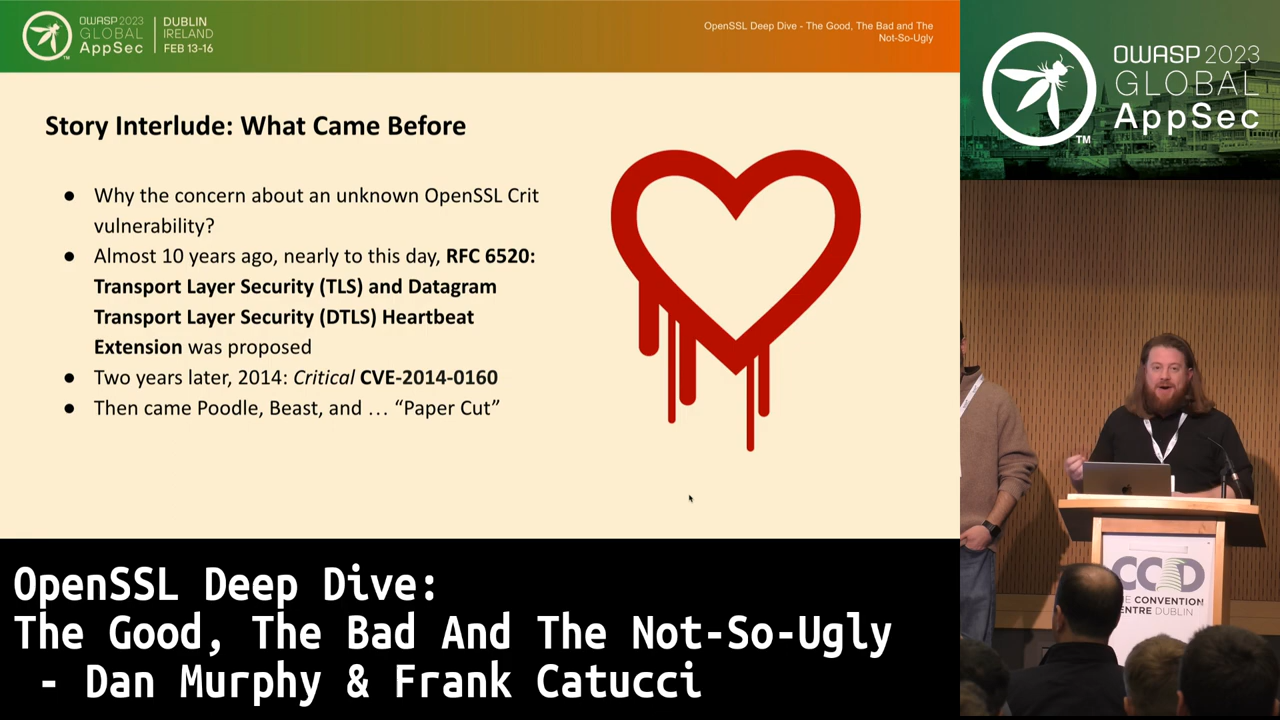 OWASP 2023
GLOBAL
AppSec
TM
DUBLIN
IRELAND
FEB 13-16
OpenSSL Deep Dive - The Good, The Bad and The
Not-So-Ugly
Story Interlude: What Came Before
● Why the concern about an unknown OpenSSL Crit
vulnerability?
● Almost 10 years ago, nearly to this day, RFC 6520:
Transport Layer Security (TLS) and Datagram
Transport Layer Security (DTLS) Heartbeat
Extension was proposed
● Two years later, 2014: Critical CVE-2014-0160
● Then came Poodle, Beast, and … “Paper Cut”
OWASP 2023
GLOBAL
AppSec
TM
CONVENTION
DUBLIN
OpenSSL Deep Dive:
The Good, The Bad And The Not-So-Ugly
- Dan Murphy & Frank Catucci